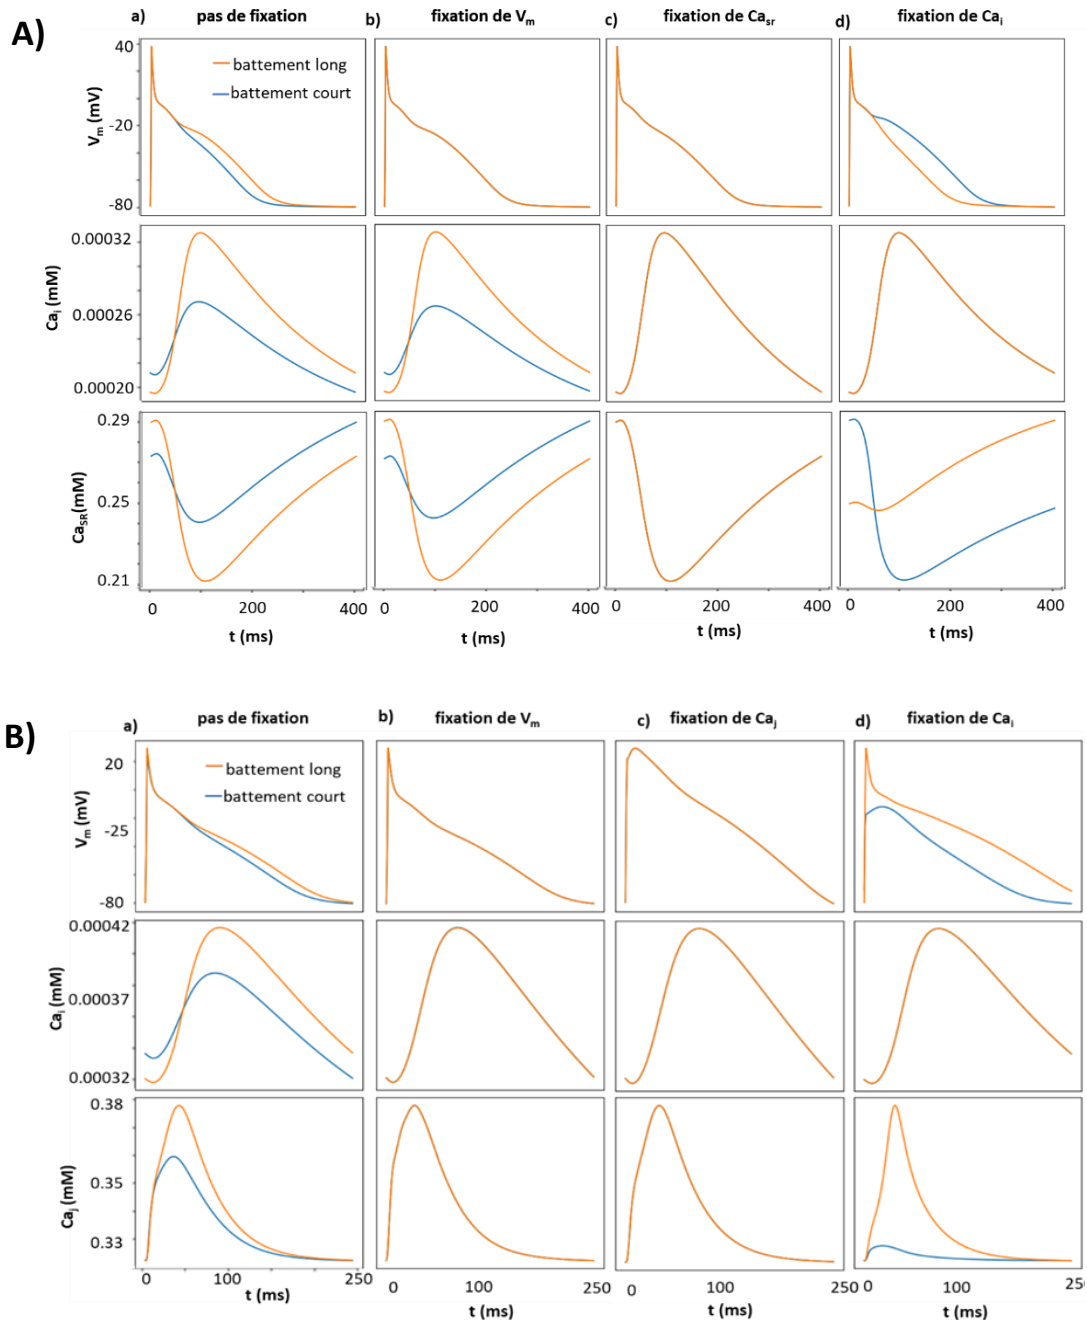 A)
a) pas de fixation
b) fixation de Vm
c) fixation de Casr
d) fixation de Cai
battement long
battement court
Vm (mV)
40
-20
-80
Cai (mM)
0.00032
0.00026
0.00020
CaSR(mM)
0.29
0.25
0.21
0 200 400
0 200 400
0 200 400
0 200 400
t (ms)
t (ms)
t (ms)
t (ms)
B)
a) pas de fixation
b) fixation de Vm
c) fixation de Caj
d) fixation de Cai
battement long
battement court
Vm (mV)
20
-25
-80
Cai (mM)
0.00042
0.00037
0.00032
Caj (mM)
0.38
0.35
0.33
0 100 250
0 100 250
0 100 250
0 100 250
t (ms)
t (ms)
t (ms)
t (ms)